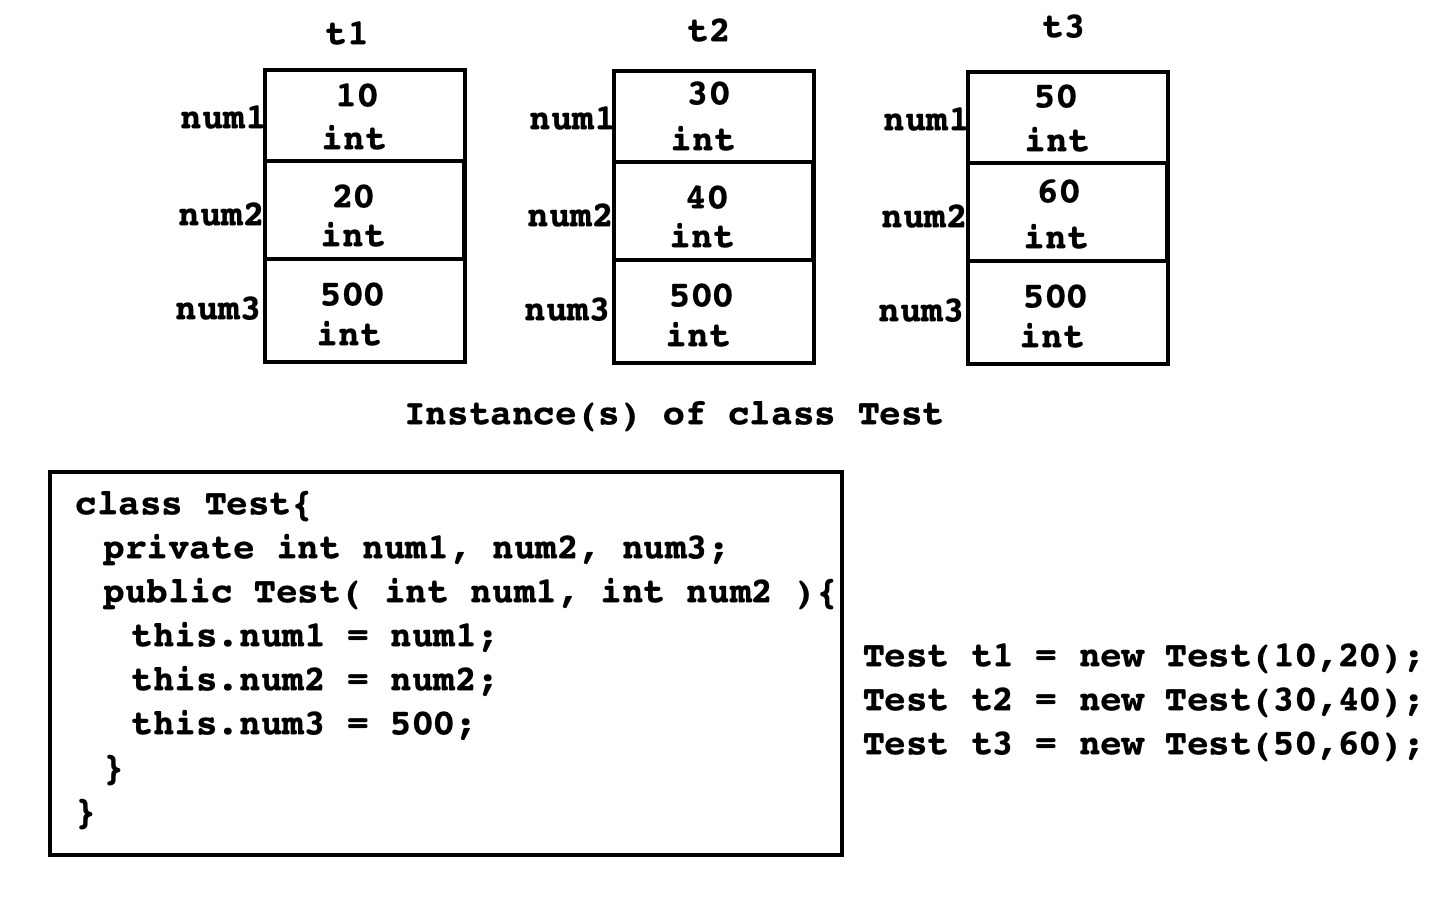 t1 t2 t3
10 30 50
num1 int num1 int num1 int
20 40 60
num2 int num2 int num2 int
500 500 500
num3 int num3 int num3 int
Instance(s) of class Test
class Test{
private int num1, num2, num3;
public Test( int num1, int num2 ){
this.num1 = num1;
this.num2 = num2;
this.num3 = 500;
}
}
Test t1 = new Test(10,20);
Test t2 = new Test(30,40);
Test t3 = new Test(50,60);